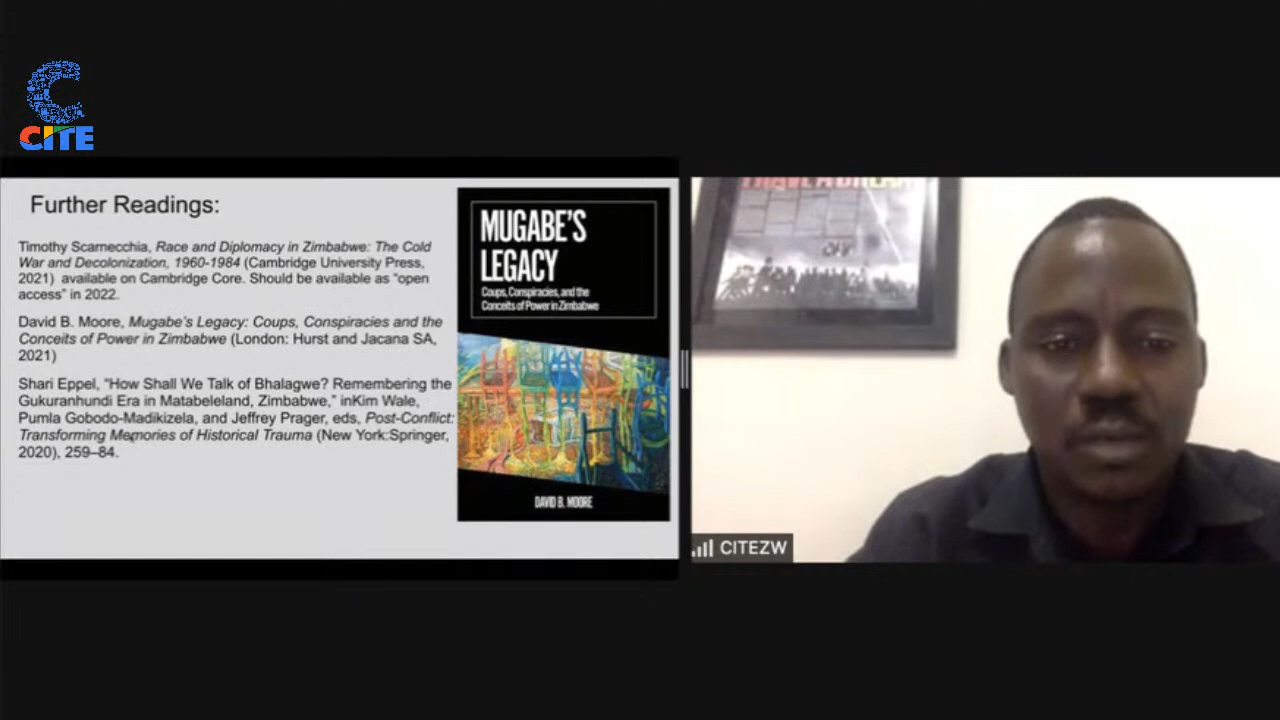 CITE
Further Readings:
Timothy Scarnecchia, Race and Diplomacy in Zimbabwe: The Cold
War and Decolonization, 1960-1984 (Cambridge University Press,
2021) available on Cambridge Core. Should be available as “open
access” in 2022.
David B. Moore, Mugabe's Legacy: Coups, Conspiracies and the
Conceits of Power in Zimbabwe (London: Hurst and Jacana SA,
2021)
Shari Eppel, “How Shall We Talk of Bhalagwe? Remembering the
Gukuranhundi Era in Matabeleland, Zimbabwe,” inKim Wale,
Pumla Gobodo-Madikizela, and Jeffrey Prager, eds, Post-Conflict:
Transforming Memories of Historical Trauma (New York:Springer,
2020), 259–84.
MUGABE'S
LEGACY
Coups, Conspiracies, and the
Conceits of Power in Zimbabwe
DAVID B. MOORE
CITEZW